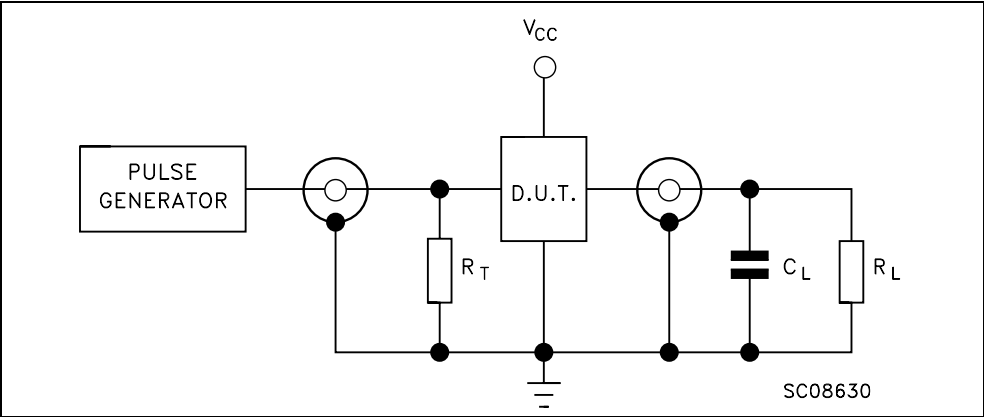 VCC
PULSE
GENERATOR
D.U.T.
RT
CL
RL
SC08630